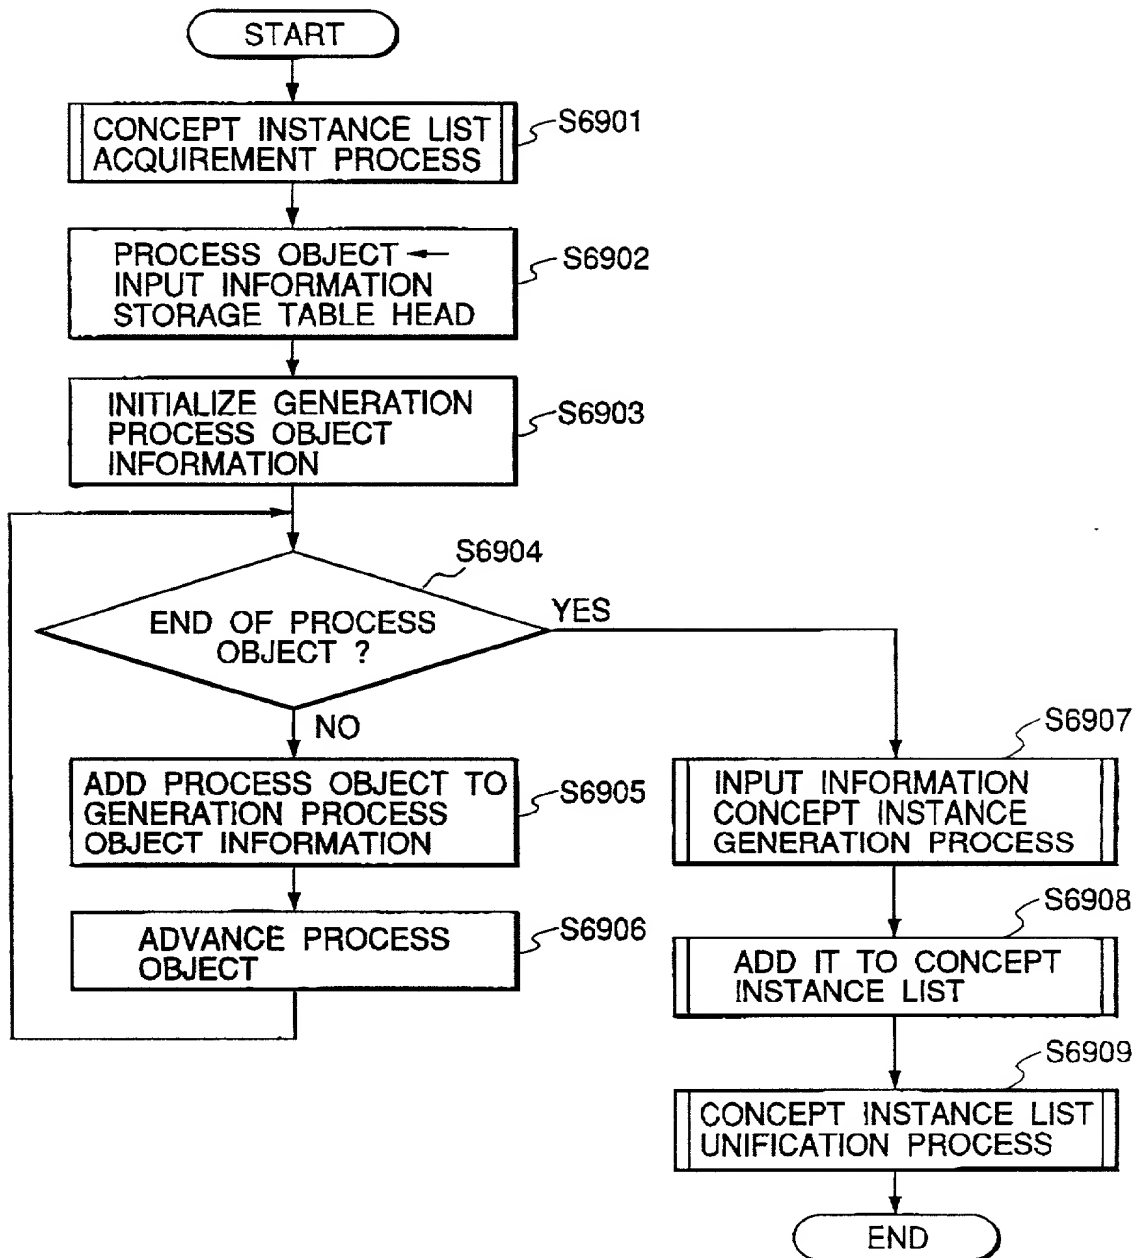 START
CONCEPT INSTANCE LIST
ACQUIREMENT PROCESS
S6901
PROCESS OBJECT ←
INPUT INFORMATION
STORAGE TABLE HEAD
S6902
INITIALIZE GENERATION
PROCESS OBJECT
INFORMATION
S6903
S6904
END OF PROCESS
OBJECT ?
YES
NO
ADD PROCESS OBJECT TO
GENERATION PROCESS
OBJECT INFORMATION
S6905
ADVANCE PROCESS
OBJECT
S6906
S6907
INPUT INFORMATION
CONCEPT INSTANCE
GENERATION PROCESS
S6908
ADD IT TO CONCEPT
INSTANCE LIST
S6909
CONCEPT INSTANCE LIST
UNIFICATION PROCESS
END